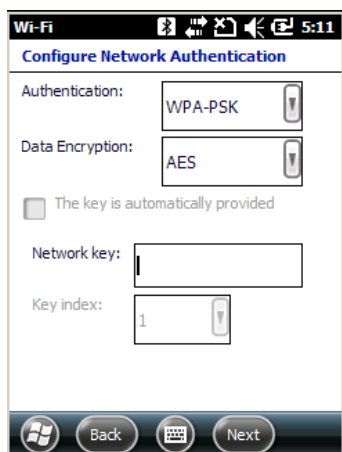 Wi-Fi 5:11
Configure Network Authentication
Authentication: WPA-PSK
Data Encryption: AES
The key is automatically provided
Network key:
Key index: 1
Back Next